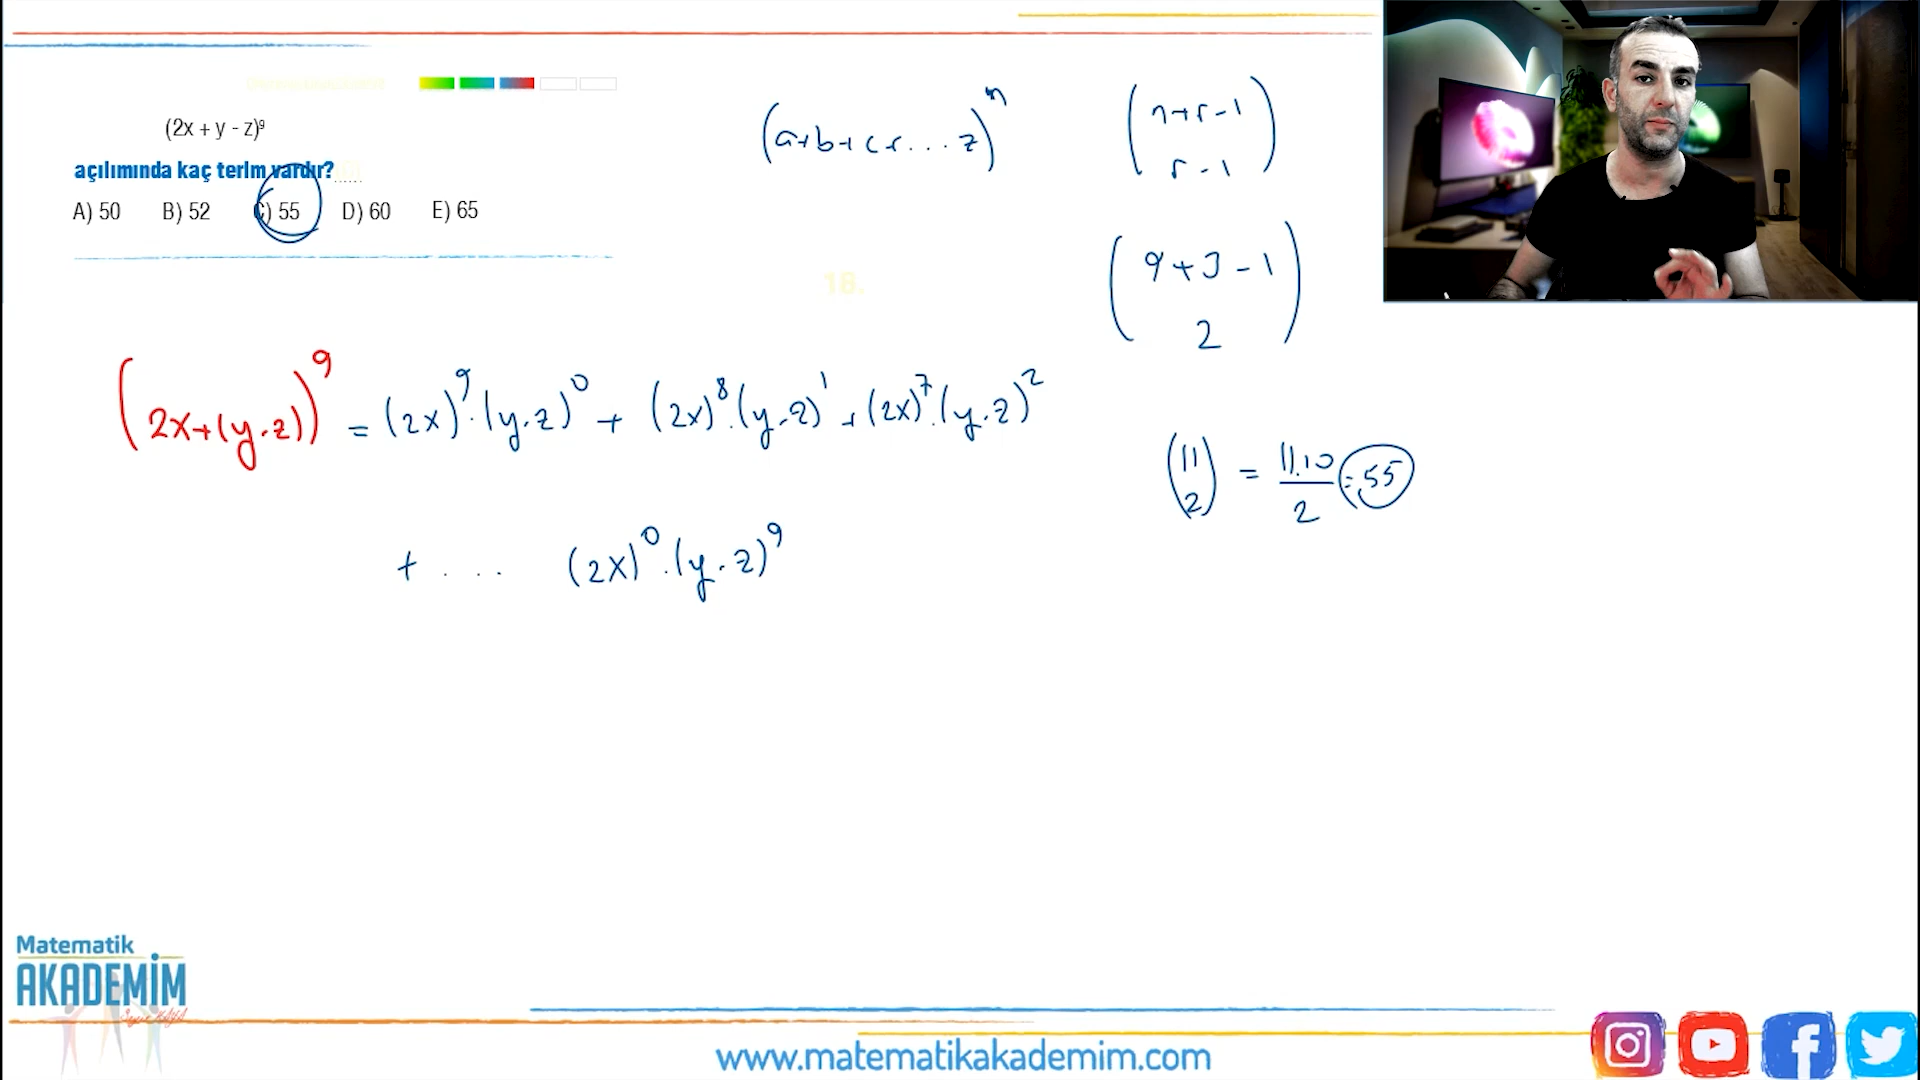 (2x + y - z)⁹
açılımında kaç terim vardır?
A) 50 B) 52 C) 55 D) 60 E) 65
(a+b+c+...z)ⁿ
(n+r-1
r-1)
(9+3-1
2)
18.
(2x+(y-z))⁹ = (2x)⁹.(y-z)⁰ + (2x)⁸.(y-z)¹ + (2x)⁷.(y-z)²
+ ... (2x)⁰.(y-z)⁹
(11
2) = 11.10
2
= 55
Matematik
AKADEMİM
www.matematikakademim.com